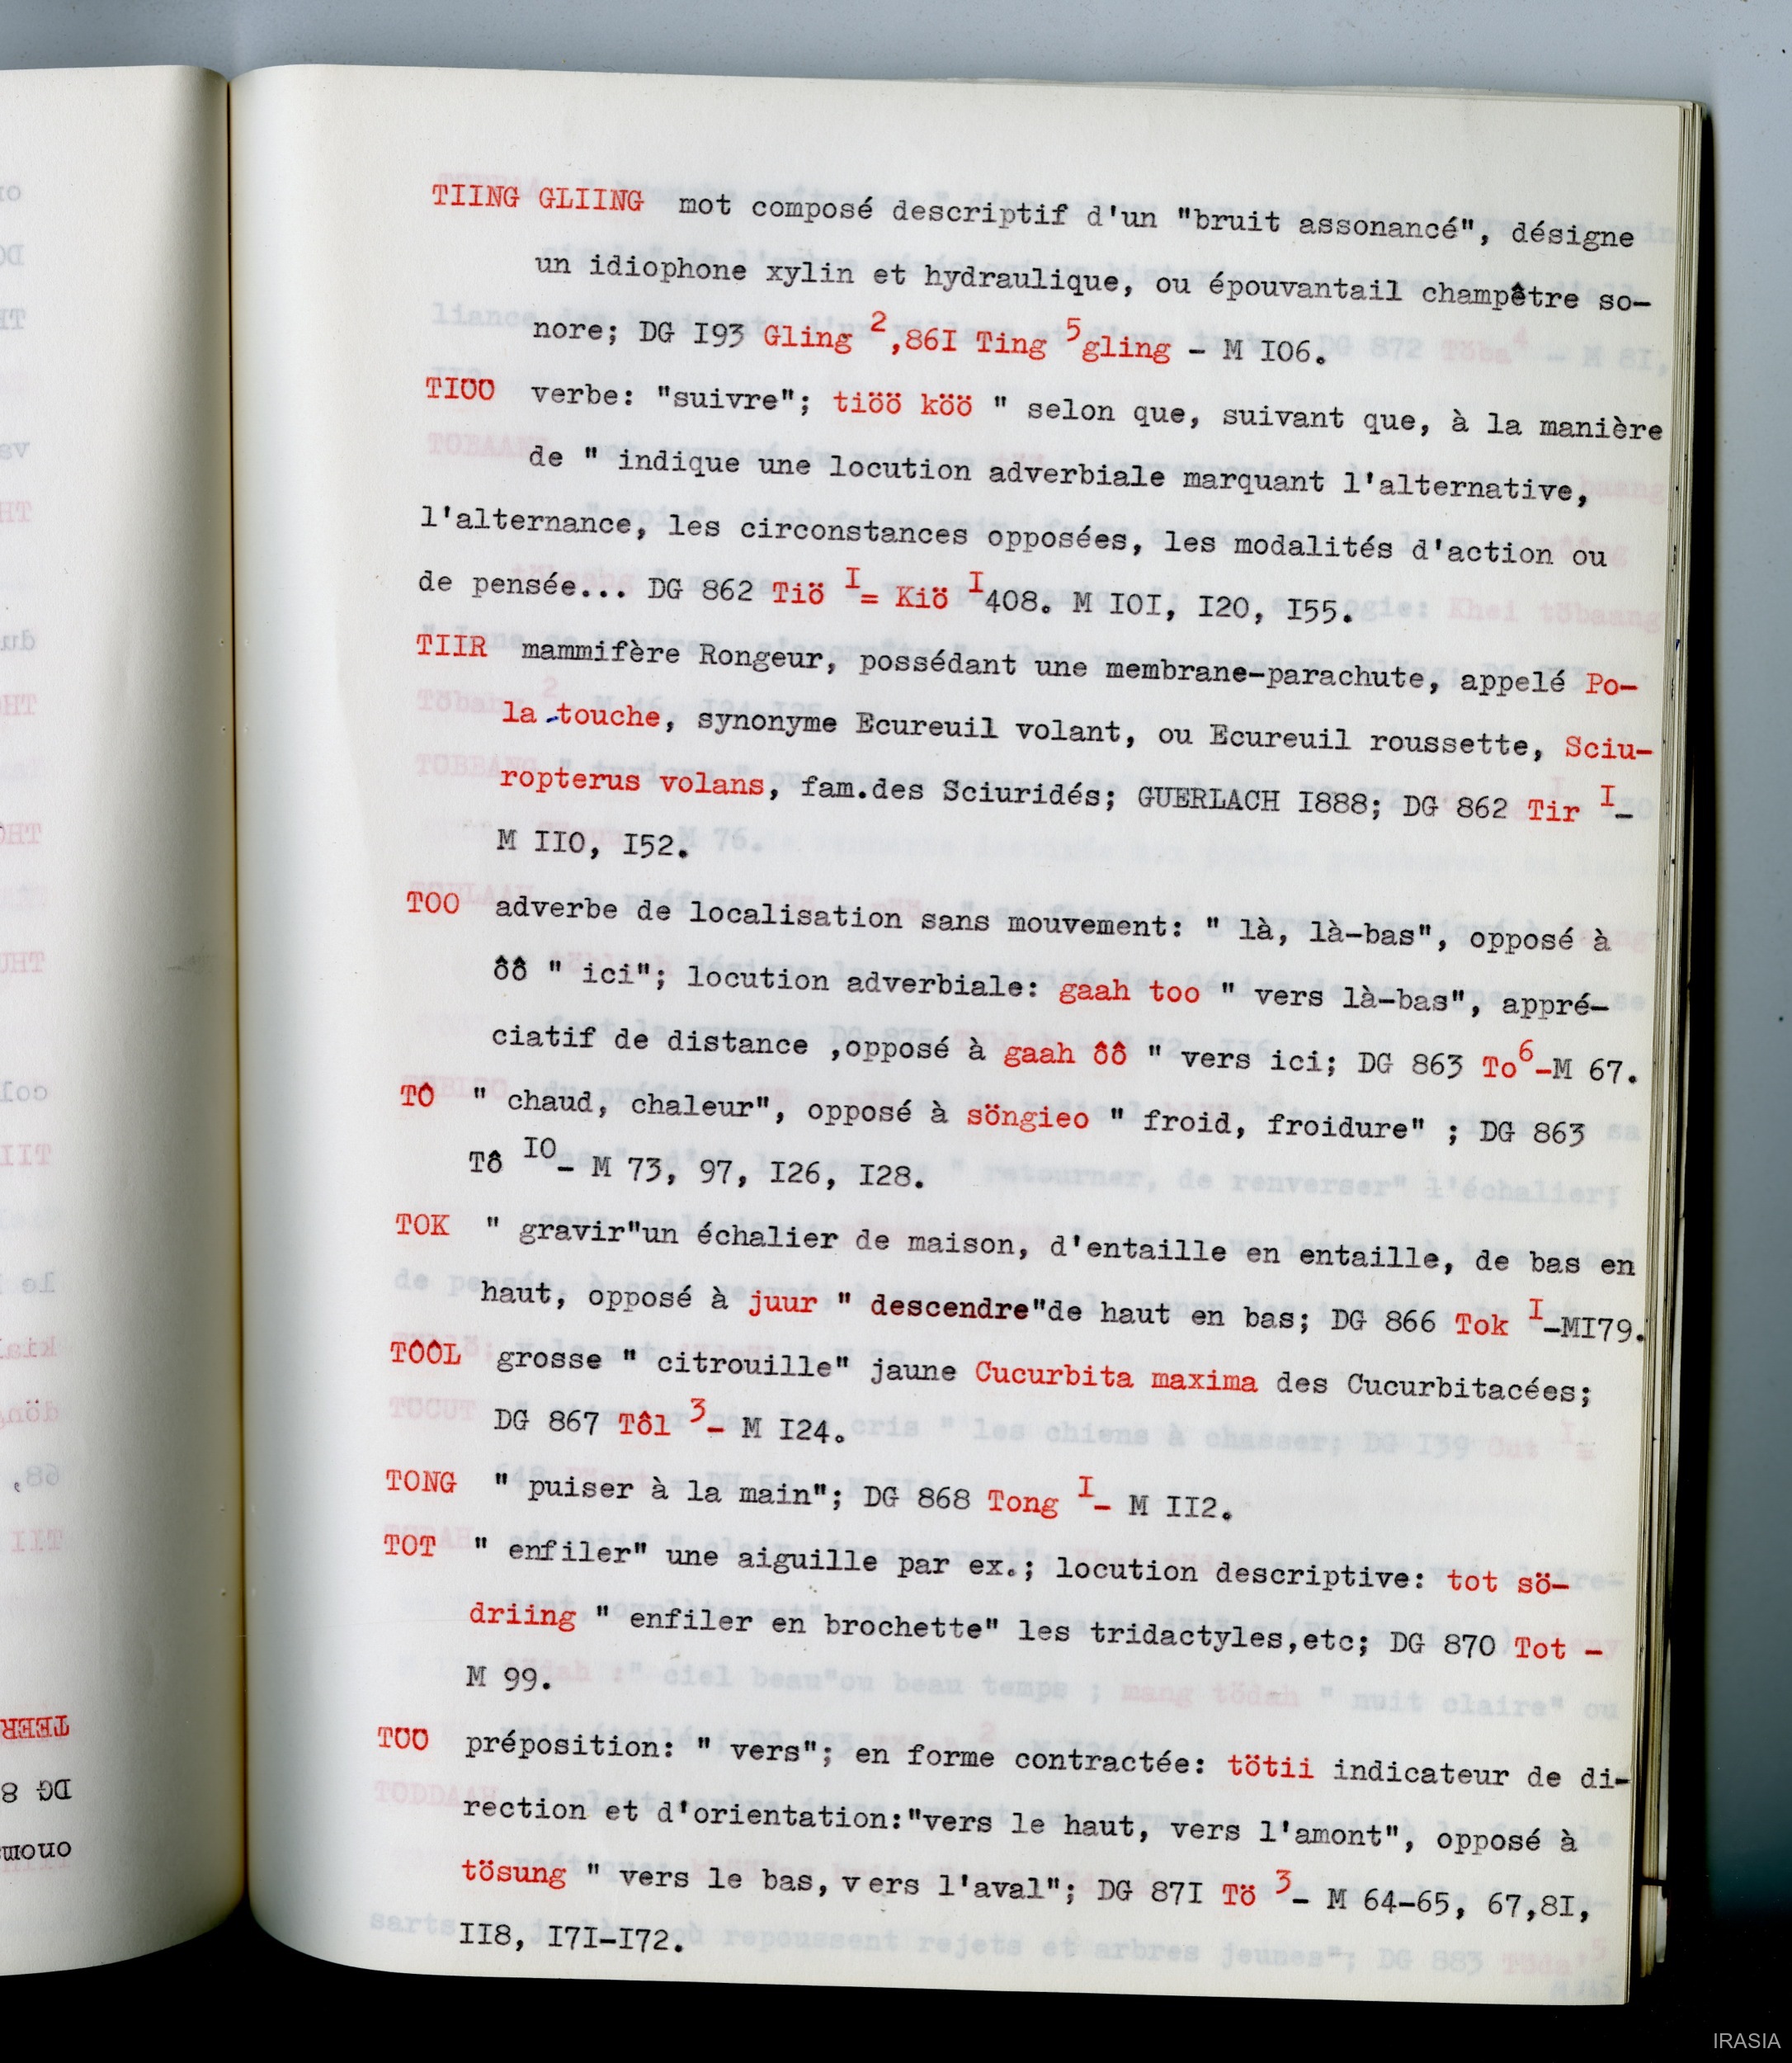 TIING GLIING mot composé descriptif d'un "bruit assonancé", désigne
un idiophone xylin et hydraulique, ou épouvantail champêtre so-
nore; DG I93 Gling 2,86I Ting 5gling - M I06.
TIÖÖ verbe: "suivre"; tiöö köö " selon que, suivant que, à la manière
de " indique une locution adverbiale marquant l'alternative,
l'alternance, les circonstances opposées, les modalités d'action ou
de pensée... DG 862 Tiö I= Kiö I408. M I0I, I20, I55.
TIIR mammifère Rongeur, possédant une membrane-parachute, appelé Po-
la-touche, synonyme Ecureuil volant, ou Ecureuil roussette, Sciu-
ropterus volans, fam.des Sciuridés; GUERLACH I888; DG 862 Tir I-
M II0, I52.
TOO adverbe de localisation sans mouvement: " là, là-bas", opposé à
ôô " ici"; locution adverbiale: gaah too " vers là-bas", appré-
ciatif de distance ,opposé à gaah ôô " vers ici; DG 863 To6-M 67.
TÔ " chaud, chaleur", opposé à söngieo " froid, froidure" ; DG 863
Tô I0- M 73, 97, I26, I28.
TOK " gravir"un échalier de maison, d'entaille en entaille, de bas en
haut, opposé à juur " descendre"de haut en bas; DG 866 Tok I-MI79.
TÔÔL grosse " citrouille" jaune Cucurbita maxima des Cucurbitacées;
DG 867 Tôl 3- M I24.
TONG " puiser à la main"; DG 868 Tong I- M II2.
TOT " enfiler" une aiguille par ex.; locution descriptive: tot sö-
driing " enfiler en brochette" les tridactyles,etc; DG 870 Tot -
M 99.
TÖÖ préposition: " vers"; en forme contractée: tötii indicateur de di-
rection et d'orientation:"vers le haut, vers l'amont", opposé à
tösung " vers le bas, vers l'aval"; DG 87I Tö 3- M 64-65, 67,8I,
II8, I7I-I72.
IRASIA